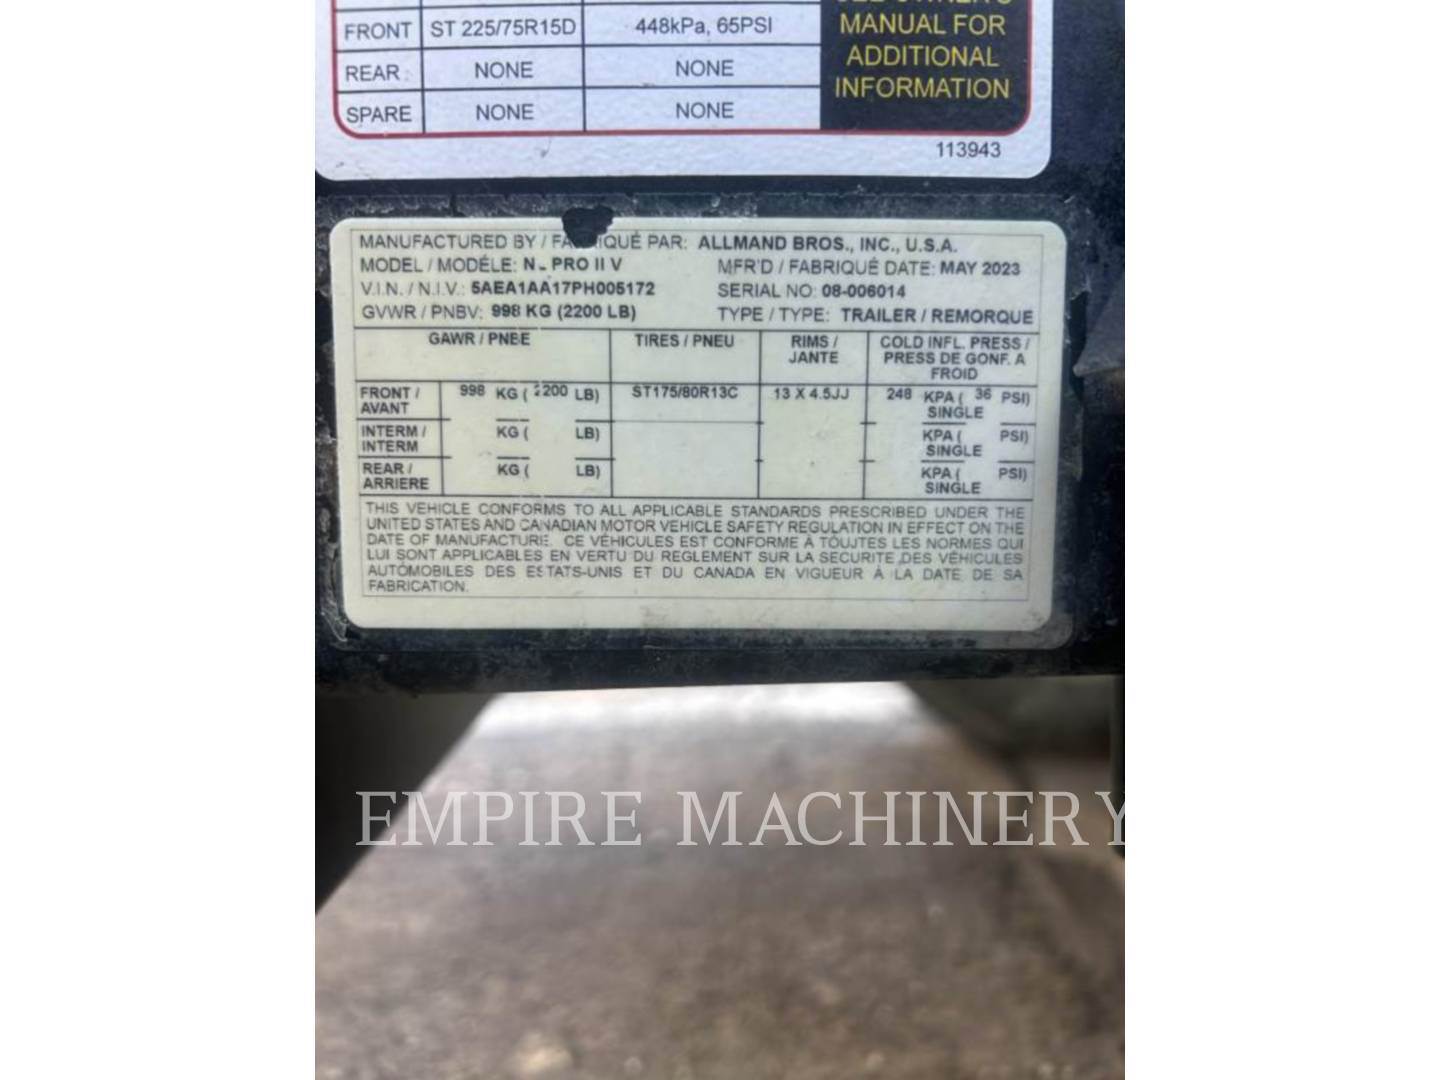 FRONT ST 225/75R15D 448kPa, 65PSI
REAR NONE NONE
SPARE NONE NONE
MANUAL FOR
ADDITIONAL
INFORMATION
113943
MANUFACTURED BY / FABRIQUÉ PAR: ALLMAND BROS., INC., U.S.A.
MODEL / MODÉLE: N - PRO II V MFR'D / FABRIQUÉ DATE: MAY 2023
V.I.N. / N.I.V.: 5AEA1AA17PH005172 SERIAL NO: 08-006014
GVWR / PNBV: 998 KG (2200 LB) TYPE / TYPE: TRAILER / REMORQUE
GAWR / PNBE TIRES / PNEU RIMS / JANTE COLD INFL. PRESS / PRESS DE GONF. A FROID
FRONT / AVANT 998 KG ( 2200 LB) ST175/80R13C 13 X 4.5JJ 248 KPA ( 36 PSI) SINGLE
INTERM / INTERM KG ( LB) KPA ( PSI) SINGLE
REAR / ARRIERE KG ( LB) KPA ( PSI) SINGLE
THIS VEHICLE CONFORMS TO ALL APPLICABLE STANDARDS PRESCRIBED UNDER THE
UNITED STATES AND CANADIAN MOTOR VEHICLE SAFETY REGULATION IN EFFECT ON THE
DATE OF MANUFACTURE. CE VÉHICULES EST CONFORME À TOUJTES LES NORMES QUI
LUI SONT APPLICABLES EN VERTU DU REGLEMENT SUR LA SECURITE DES VÉHICULES
AUTOMOBILES DES ESTATS-UNIS ET DU CANADA EN VIGUEUR À LA DATE DE SA
FABRICATION.
EMPIRE MACHINERY